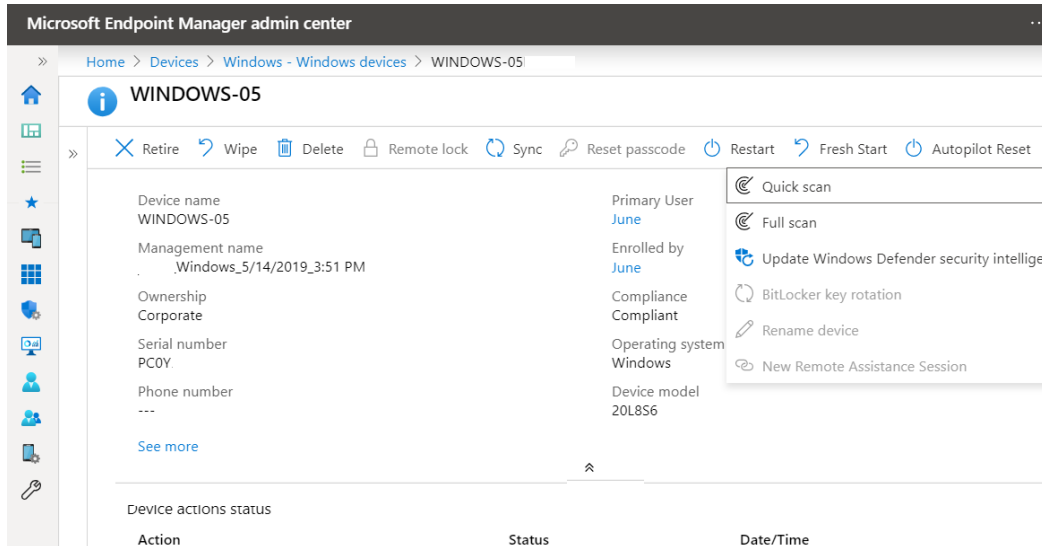 Microsoft Endpoint Manager admin center
Home > Devices > Windows - Windows devices > WINDOWS-05
WINDOWS-05
Retire Wipe Delete Remote lock Sync Reset passcode Restart Fresh Start Autopilot Reset
Quick scan
Full scan
Update Windows Defender security intellige
BitLocker key rotation
Rename device
New Remote Assistance Session
Device name
WINDOWS-05
Management name
Windows_5/14/2019_3:51 PM
Ownership
Corporate
Serial number
PC0Y
Phone number
---
See more
Primary User
June
Enrolled by
June
Compliance
Compliant
Operating system
Windows
Device model
20L8S6
Device actions status
Action Status Date/Time